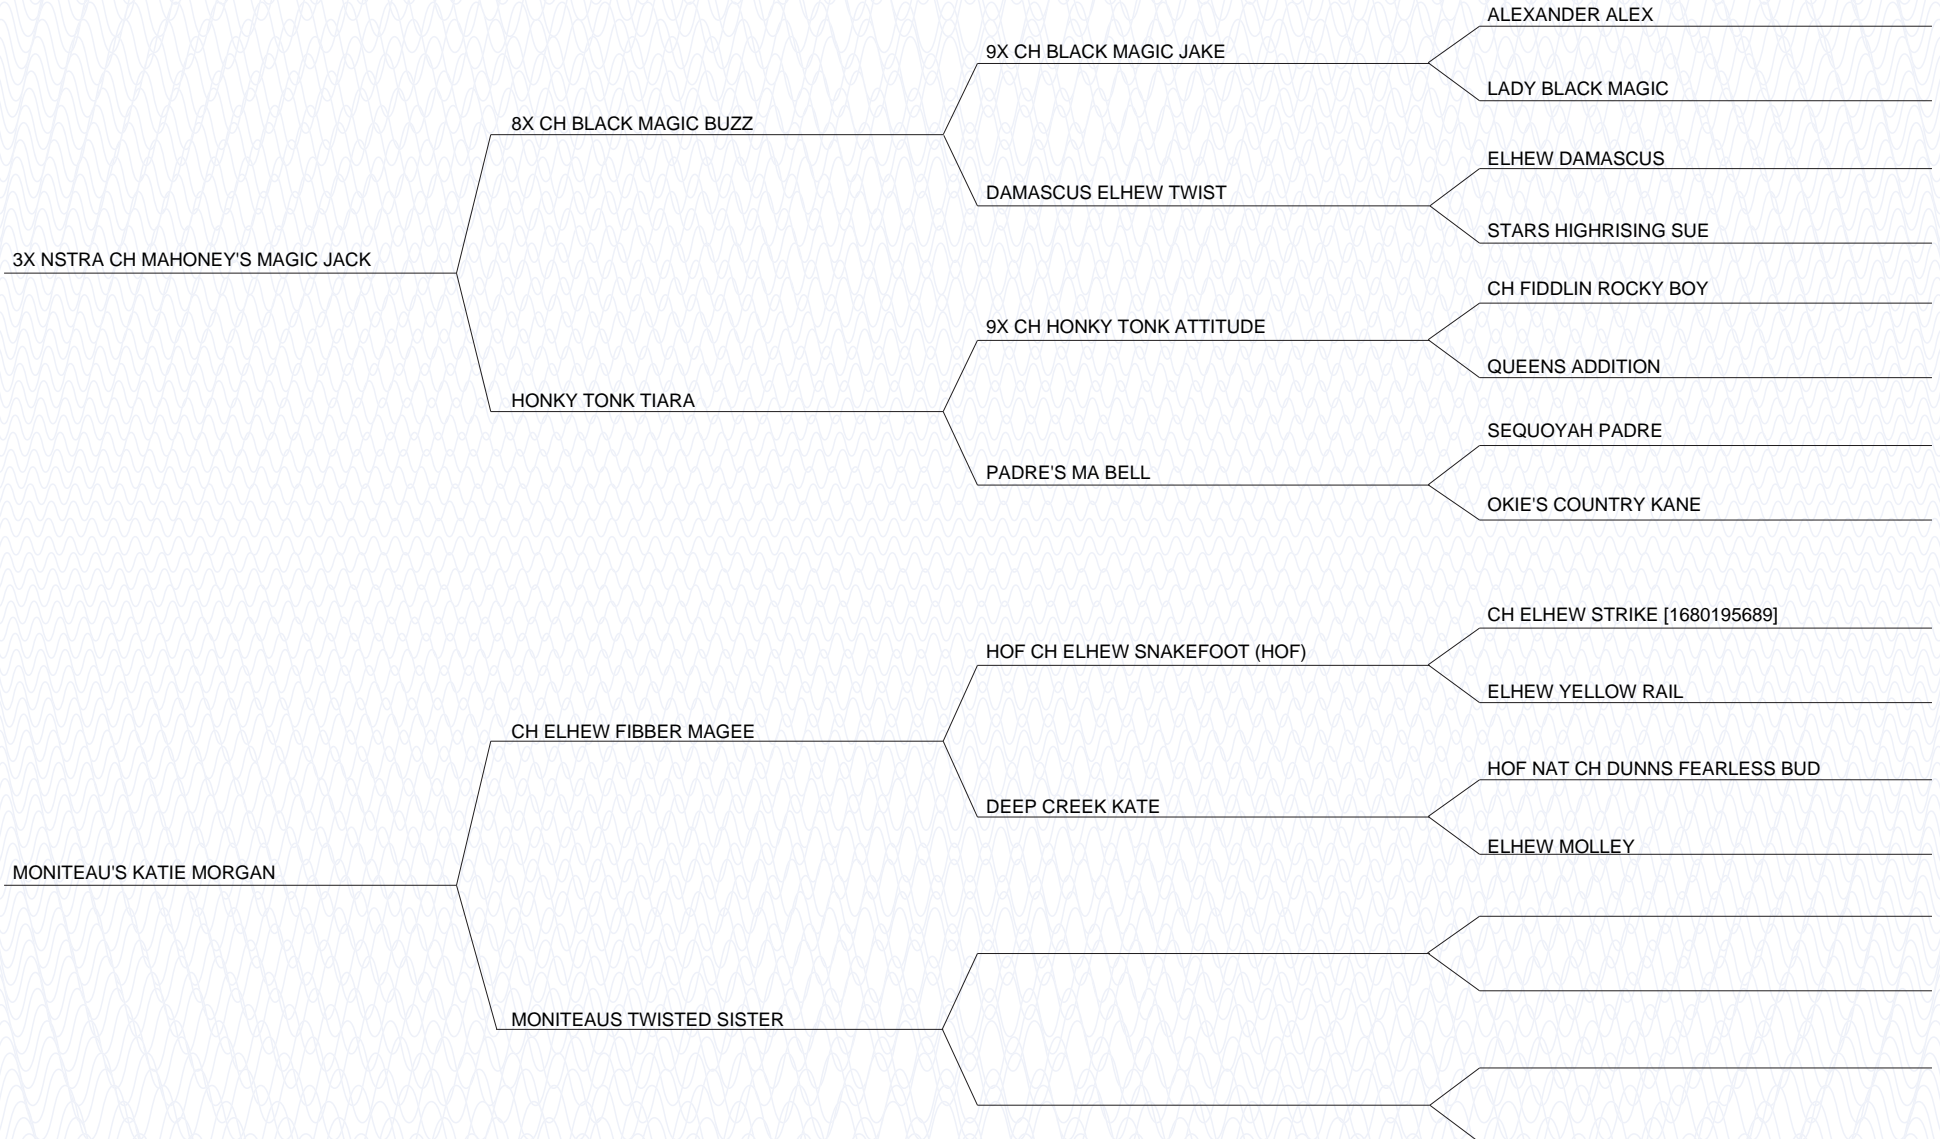 ALEXANDER ALEX
9X CH BLACK MAGIC JAKE
LADY BLACK MAGIC
8X CH BLACK MAGIC BUZZ
ELHEW DAMASCUS
DAMASCUS ELHEW TWIST
STARS HIGHRISING SUE
3X NSTRA CH MAHONEY'S MAGIC JACK
CH FIDDLIN ROCKY BOY
9X CH HONKY TONK ATTITUDE
QUEENS ADDITION
HONKY TONK TIARA
SEQUOYAH PADRE
PADRE'S MA BELL
OKIE'S COUNTRY KANE
CH ELHEW STRIKE [1680195689]
HOF CH ELHEW SNAKEFOOT (HOF)
ELHEW YELLOW RAIL
CH ELHEW FIBBER MAGEE
HOF NAT CH DUNNS FEARLESS BUD
DEEP CREEK KATE
ELHEW MOLLEY
MONITEAU'S KATIE MORGAN
MONITEAUS TWISTED SISTER